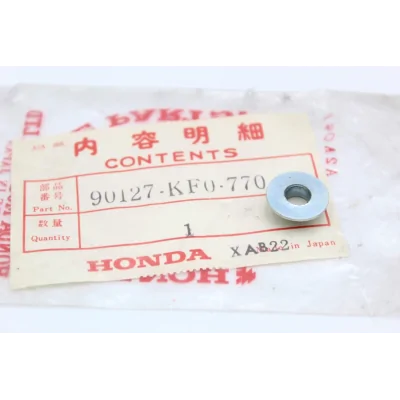 内容明細
CONTENTS
部品番号
Part No.
90127-KF0-770
数量
Quantity
1
HONDA
XAB22
in Japan